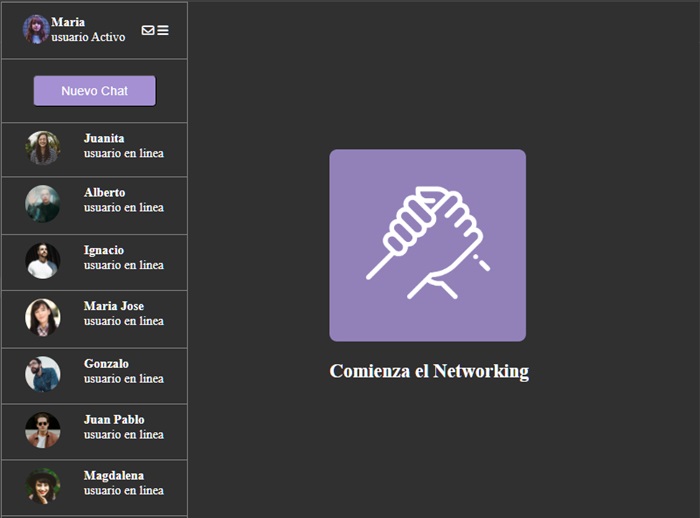 Maria
usuario Activo
Nuevo Chat
Juanita
usuario en linea
Alberto
usuario en linea
Ignacio
usuario en linea
Maria Jose
usuario en linea
Gonzalo
usuario en linea
Juan Pablo
usuario en linea
Magdalena
usuario en linea
Comienza el Networking